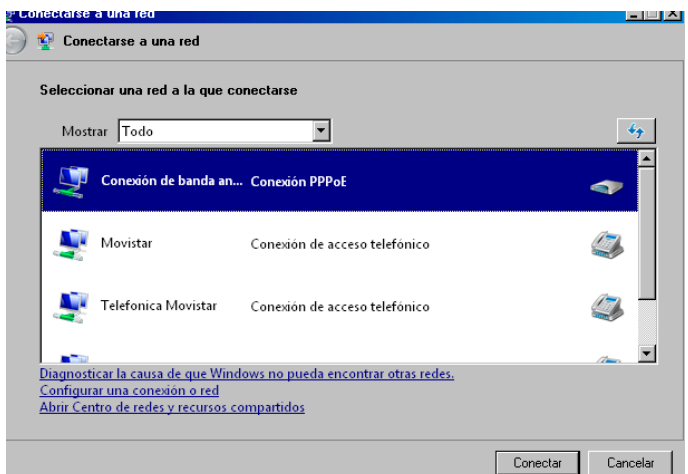 Conectarse a una red
Conectarse a una red
Seleccionar una red a la que conectarse
Mostrar Todo
Conexión de banda an... Conexión PPPoE
Movistar Conexión de acceso telefónico
Telefonica Movistar Conexión de acceso telefónico
Diagnosticar la causa de que Windows no pueda encontrar otras redes.
Configurar una conexión o red
Abrir Centro de redes y recursos compartidos
Conectar Cancelar